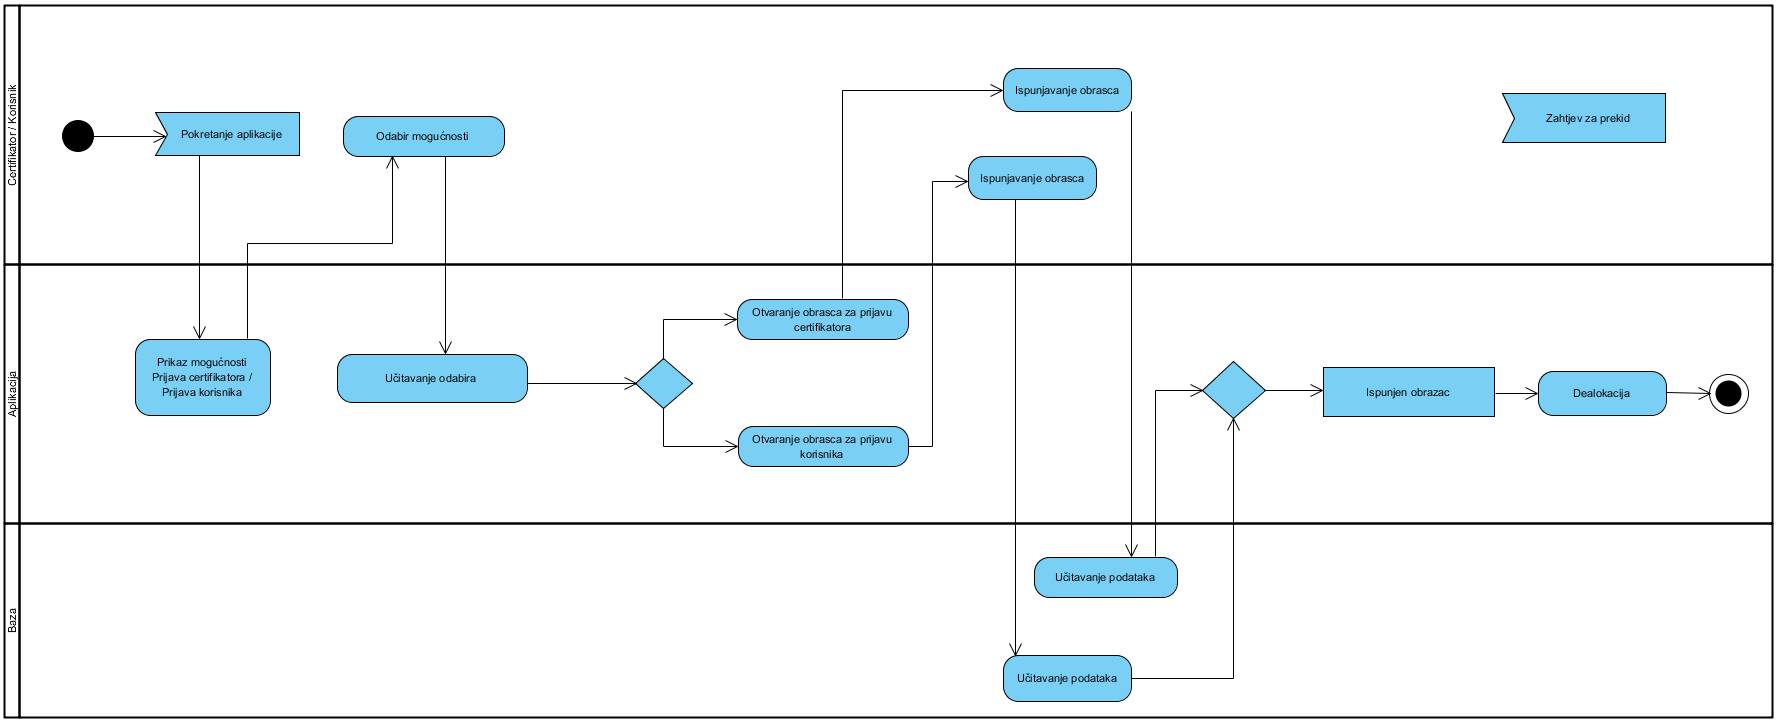 Certifikator / Korisnik
Pokretanje aplikacije
Odabir mogućnosti
Ispunjavanje obrasca
Ispunjavanje obrasca
Zahtjev za prekid
Aplikacija
Prikaz mogućnosti
Prijava certifikatora /
Prijava korisnika
Učitavanje odabira
Otvaranje obrasca za prijavu
certifikatora
Otvaranje obrasca za prijavu
korisnika
Ispunjen obrazac
Dealokacija
Baza
Učitavanje podataka
Učitavanje podataka